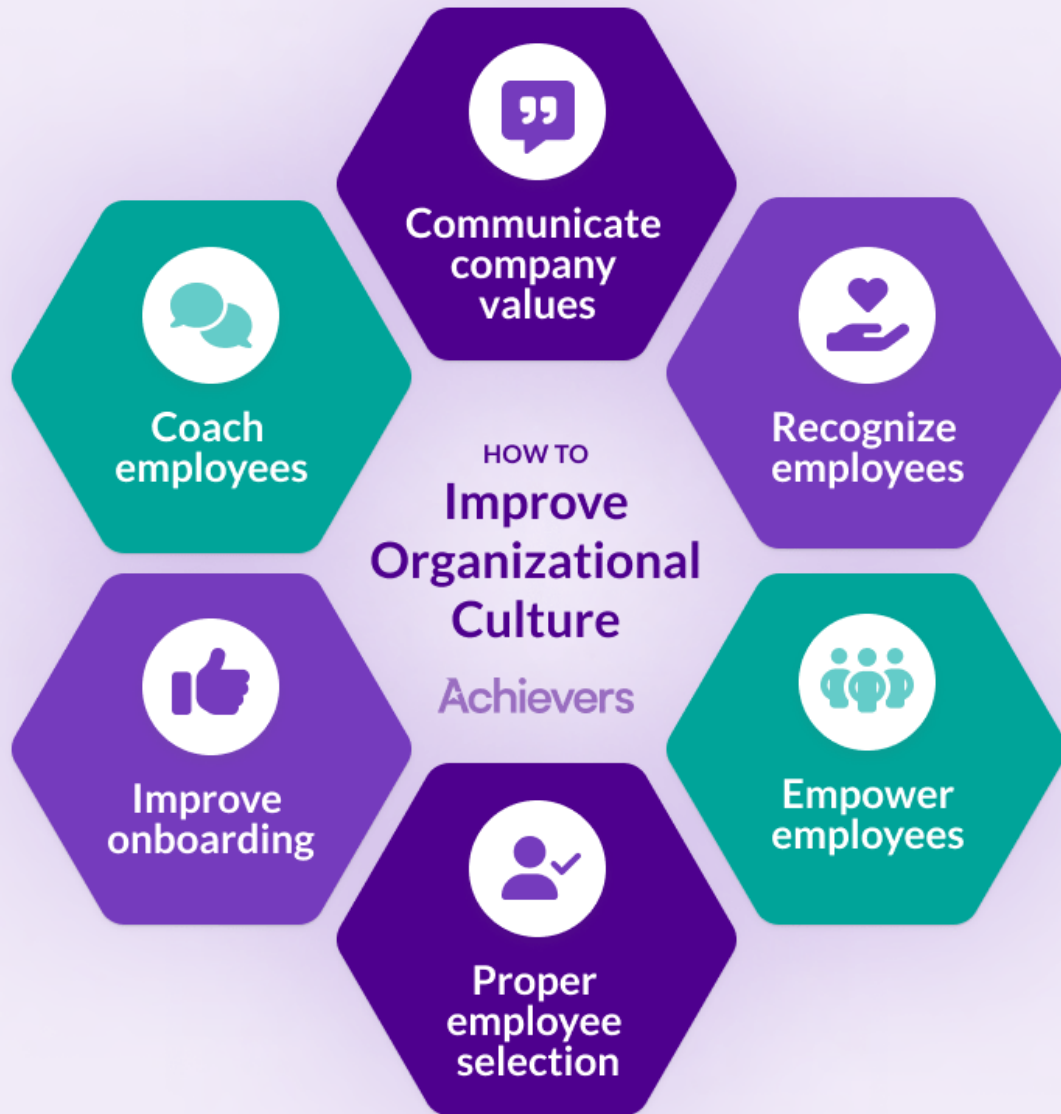 Communicate
company
values
Recognize
employees
Empower
employees
Proper
employee
selection
Improve
onboarding
Coach
employees
HOW TO
Improve
Organizational
Culture
Achievers